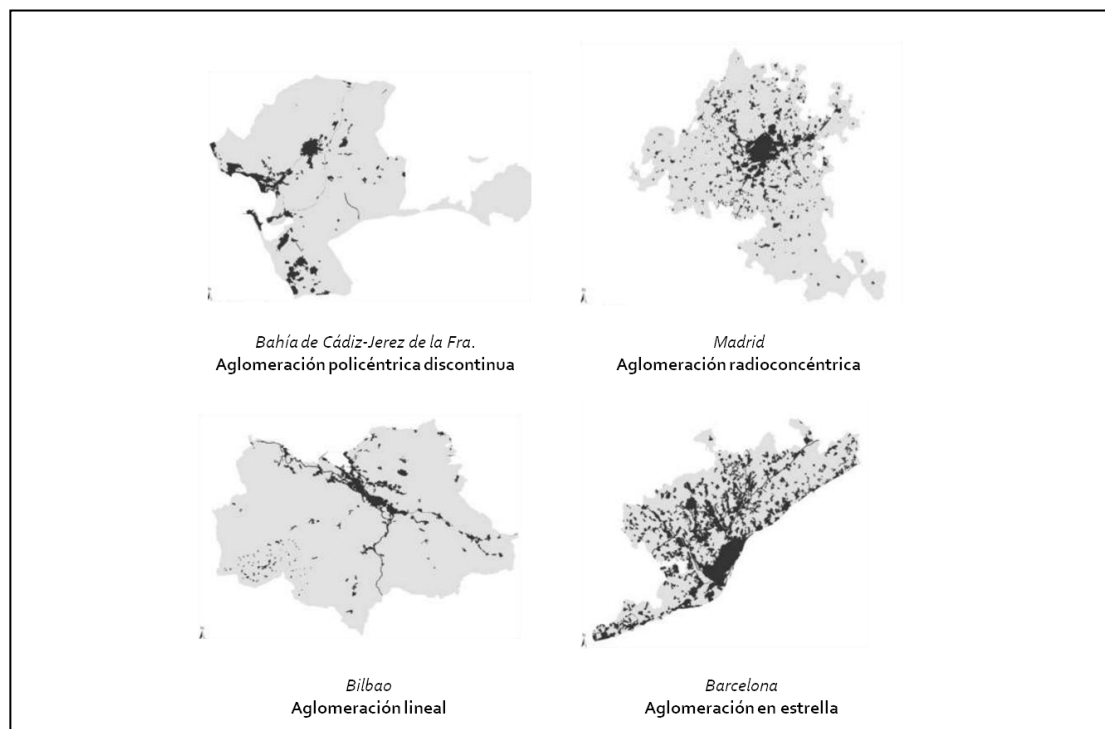 Bahía de Cádiz-Jerez de la Fra.
Aglomeración policéntrica discontinua
Madrid
Aglomeración radioconcéntrica
Bilbao
Aglomeración lineal
Barcelona
Aglomeración en estrella